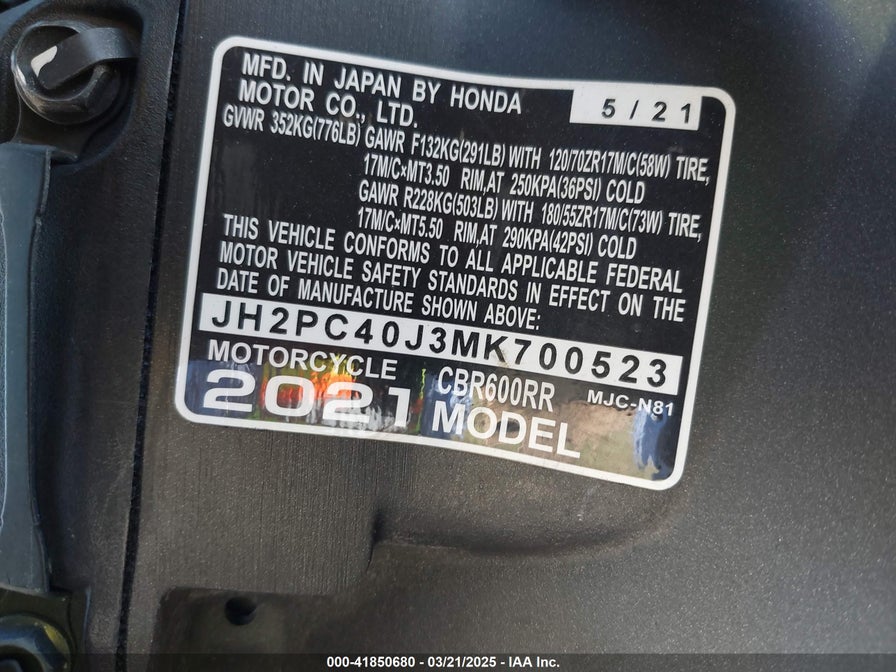 MFD. IN JAPAN BY HONDA 5/21
MOTOR CO., LTD.
GVWR 352KG(776LB) GAWR F132KG(291LB) WITH 120/70ZR17M/C(58W) TIRE,
17M/C×MT3.50 RIM,AT 250KPA(36PSI) COLD
GAWR R228KG(503LB) WITH 180/55ZR17M/C(73W) TIRE,
17M/C×MT5.50 RIM,AT 290KPA(42PSI) COLD
THIS VEHICLE CONFORMS TO ALL APPLICABLE FEDERAL
MOTOR VEHICLE SAFETY STANDARDS IN EFFECT ON THE
DATE OF MANUFACTURE SHOWN ABOVE:
JH2PC40J3MK700523
MOTORCYCLE CBR600RR MJC-N81
2021 MODEL
000-41850680 - 03/21/2025 - IAA Inc.